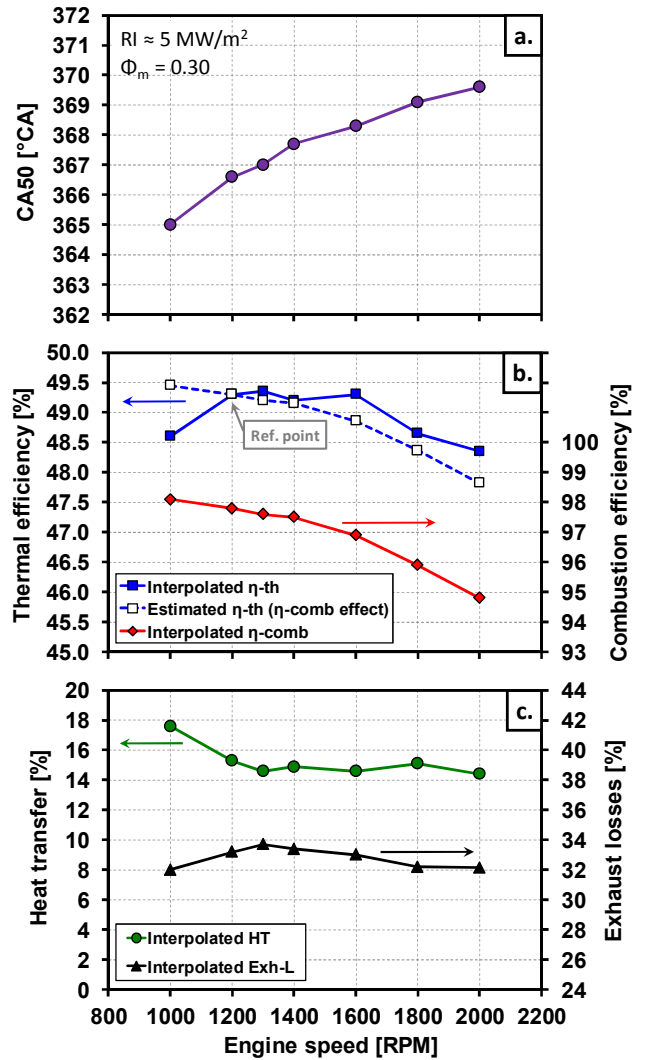 372
371
370
369
368
367
366
365
364
363
362
CA50 [°CA]
RI ≈ 5 MW/m²
Φm = 0.30
a.
50.0
49.5
49.0
48.5
48.0
47.5
47.0
46.5
46.0
45.5
45.0
Thermal efficiency [%]
b.
Ref. point
Interpolated η-th
Estimated η-th (η-comb effect)
Interpolated η-comb
100
99
98
97
96
95
94
93
Combustion efficiency [%]
20
18
16
14
12
10
8
6
4
2
0
Heat transfer [%]
c.
Interpolated HT
Interpolated Exh-L
44
42
40
38
36
34
32
30
28
26
24
Exhaust losses [%]
800 1000 1200 1400 1600 1800 2000 2200
Engine speed [RPM]